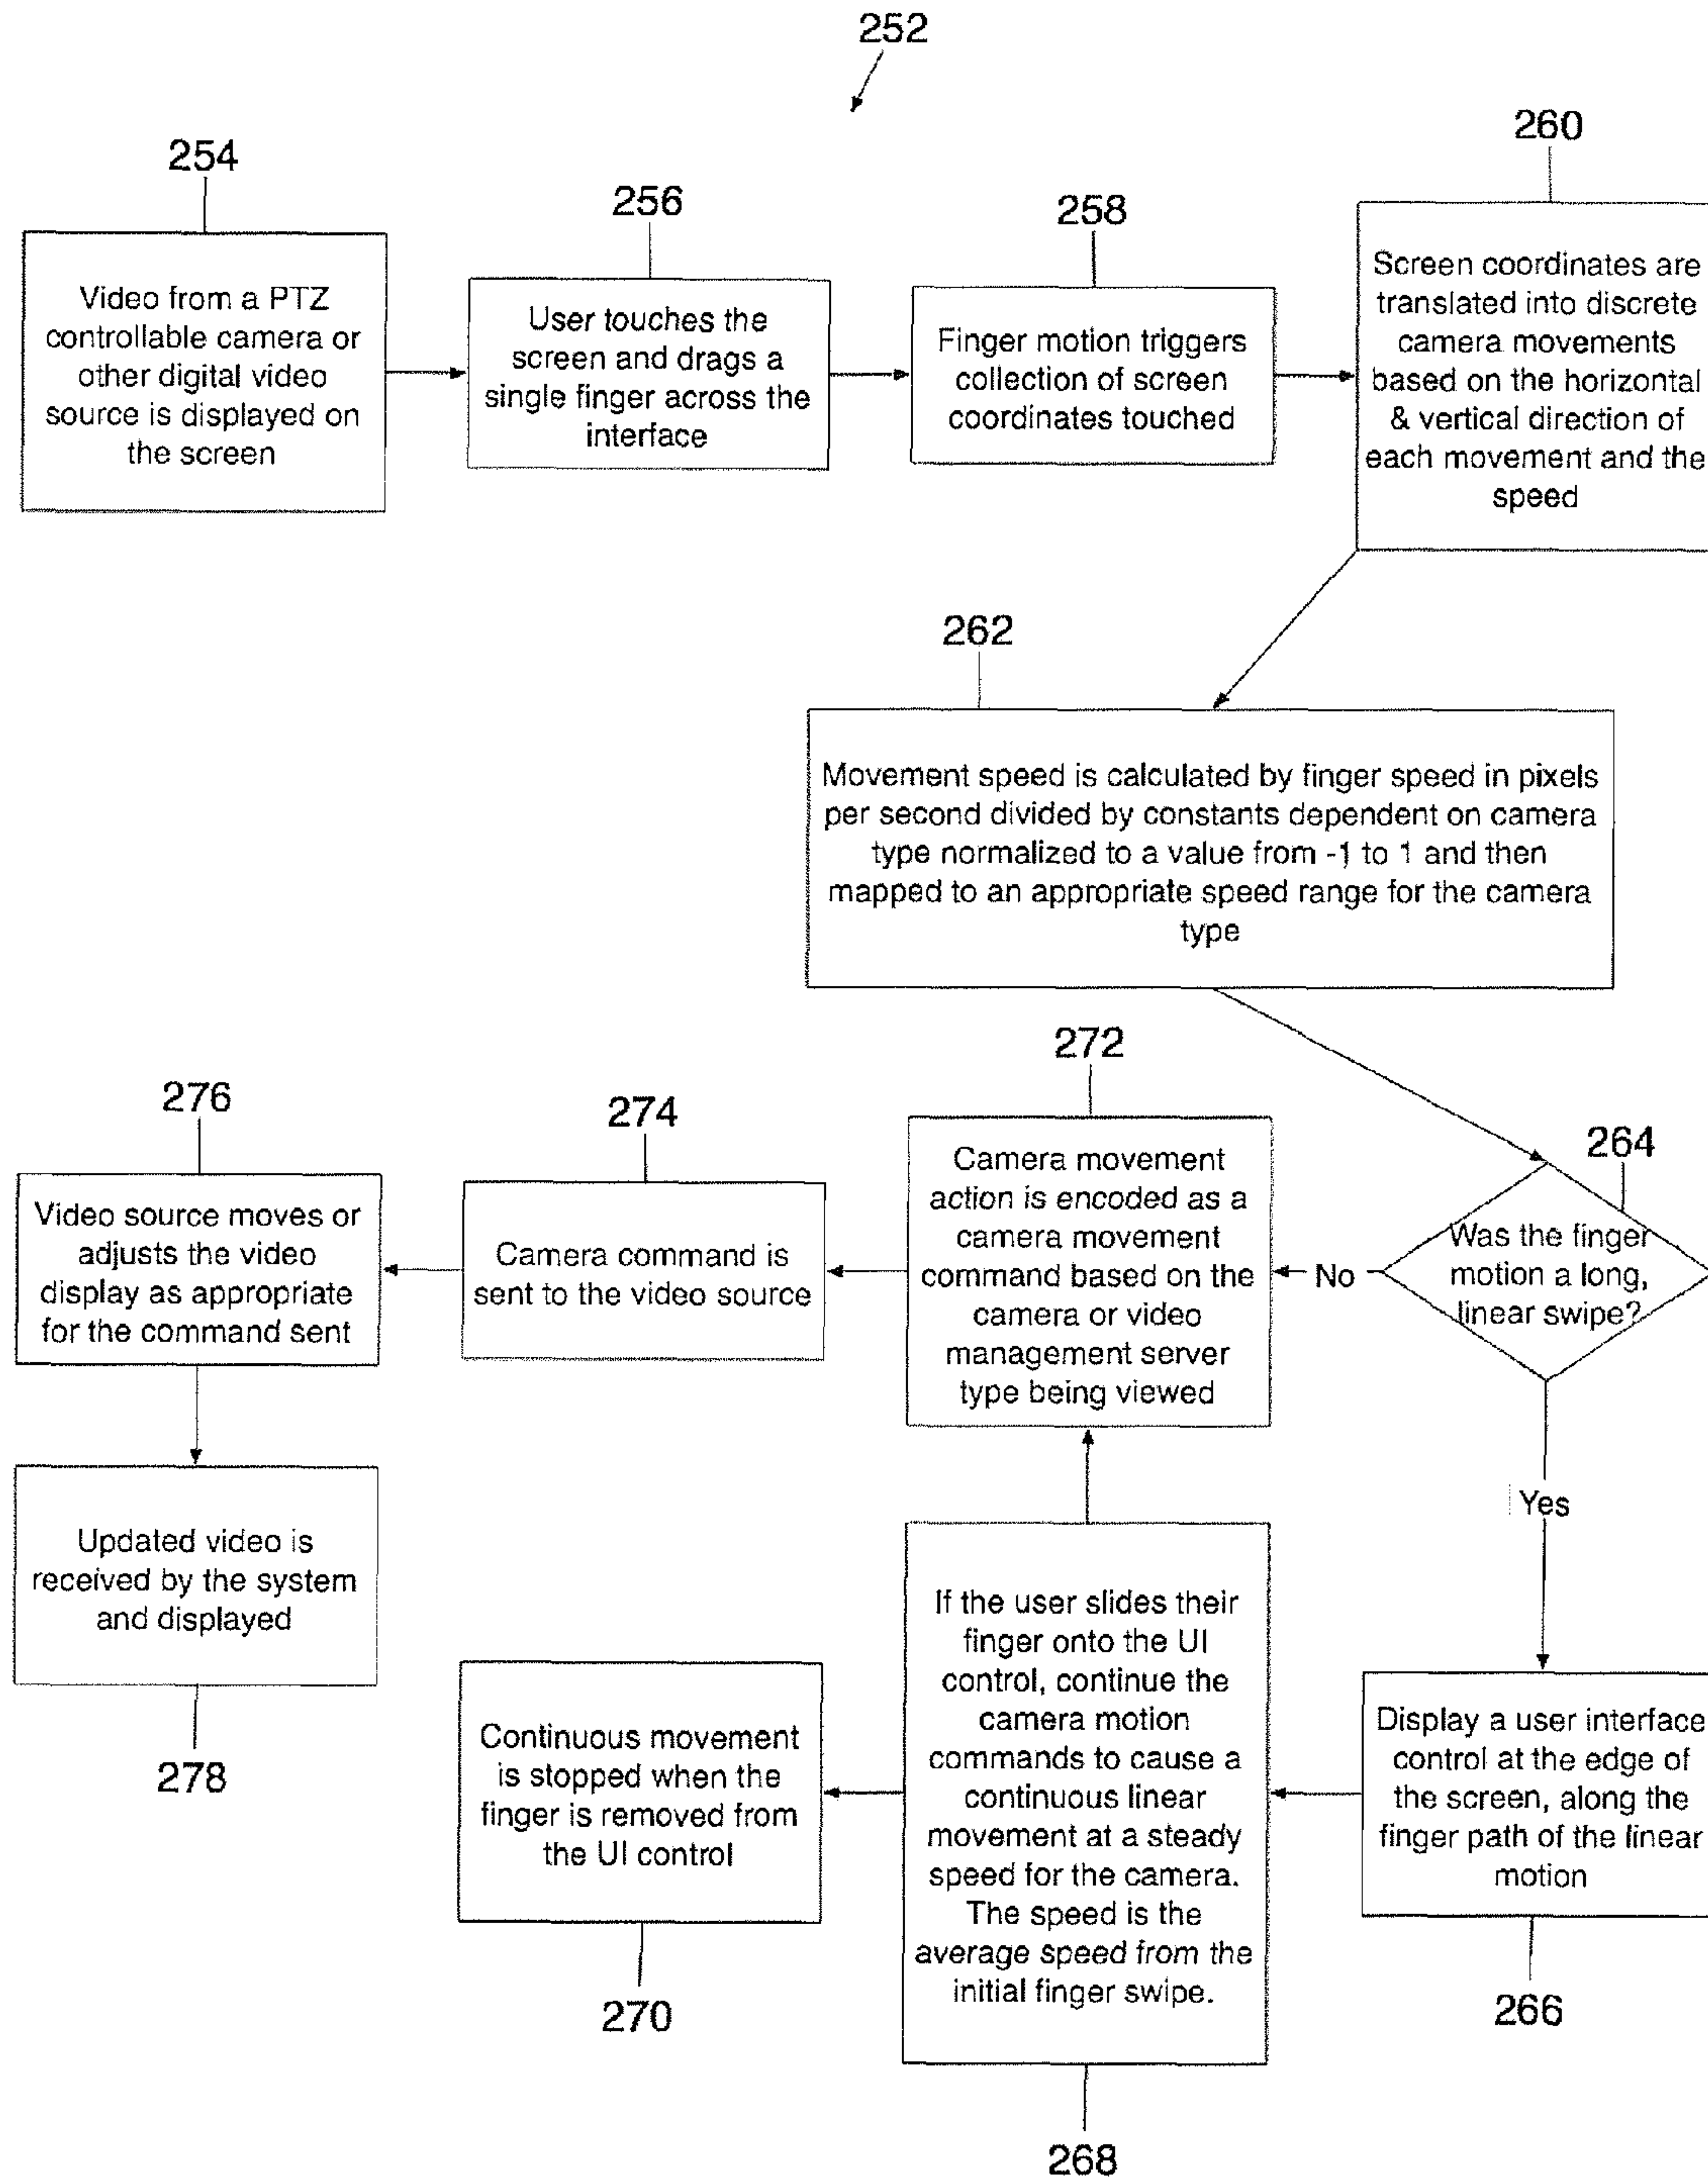 252
254
Video from a PTZ
controllable camera or
other digital video
source is displayed on
the screen
256
User touches the
screen and drags a
single finger across the
interface
258
Finger motion triggers
collection of screen
coordinates touched
260
Screen coordinates are
translated into discrete
camera movements
based on the horizontal
& vertical direction of
each movement and the
speed
262
Movement speed is calculated by finger speed in pixels
per second divided by constants dependent on camera
type normalized to a value from -1 to 1 and then
mapped to an appropriate speed range for the camera
type
264
Was the finger
motion a long,
linear swipe?
No
Yes
272
Camera movement
action is encoded as a
camera movement
command based on the
camera or video
management server
type being viewed
274
Camera command is
sent to the video source
276
Video source moves or
adjusts the video
display as appropriate
for the command sent
Updated video is
received by the system
and displayed
278
Display a user interface
control at the edge of
the screen, along the
finger path of the linear
motion
266
If the user slides their
finger onto the UI
control, continue the
camera motion
commands to cause a
continuous linear
movement at a steady
speed for the camera.
The speed is the
average speed from the
initial finger swipe.
268
Continuous movement
is stopped when the
finger is removed from
the UI control
270